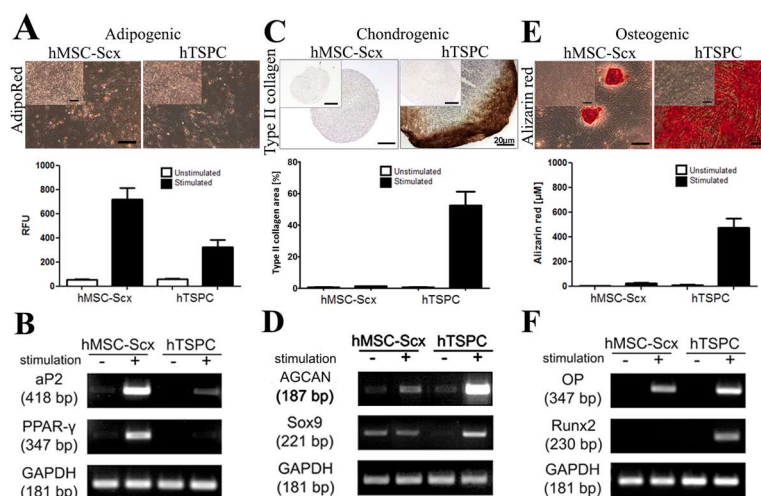 A
Adipogenic
hMSC-Scx hTSPC
AdipoRed
RFU
1000
800
600
400
200
0
Unstimulated
Stimulated
hMSC-Scx hTSPC
B
hMSC-Scx hTSPC
stimulation - + - +
aP2
(418 bp)
PPAR-γ
(347 bp)
GAPDH
(181 bp)
C
Chondrogenic
hMSC-Scx hTSPC
Type II collagen
20µm
Type II collagen area [%]
80
60
40
20
0
Unstimulated
Stimulated
hMSC-Scx hTSPC
D
hMSC-Scx hTSPC
stimulation - + - +
AGCAN
(187 bp)
Sox9
(221 bp)
GAPDH
(181 bp)
E
Osteogenic
hMSC-Scx hTSPC
Alizarin red
Alizarin red [µM]
1000
800
600
400
200
0
Unstimulated
Stimulated
hMSC-Scx hTSPC
F
hMSC-Scx hTSPC
stimulation - + - +
OP
(347 bp)
Runx2
(230 bp)
GAPDH
(181 bp)